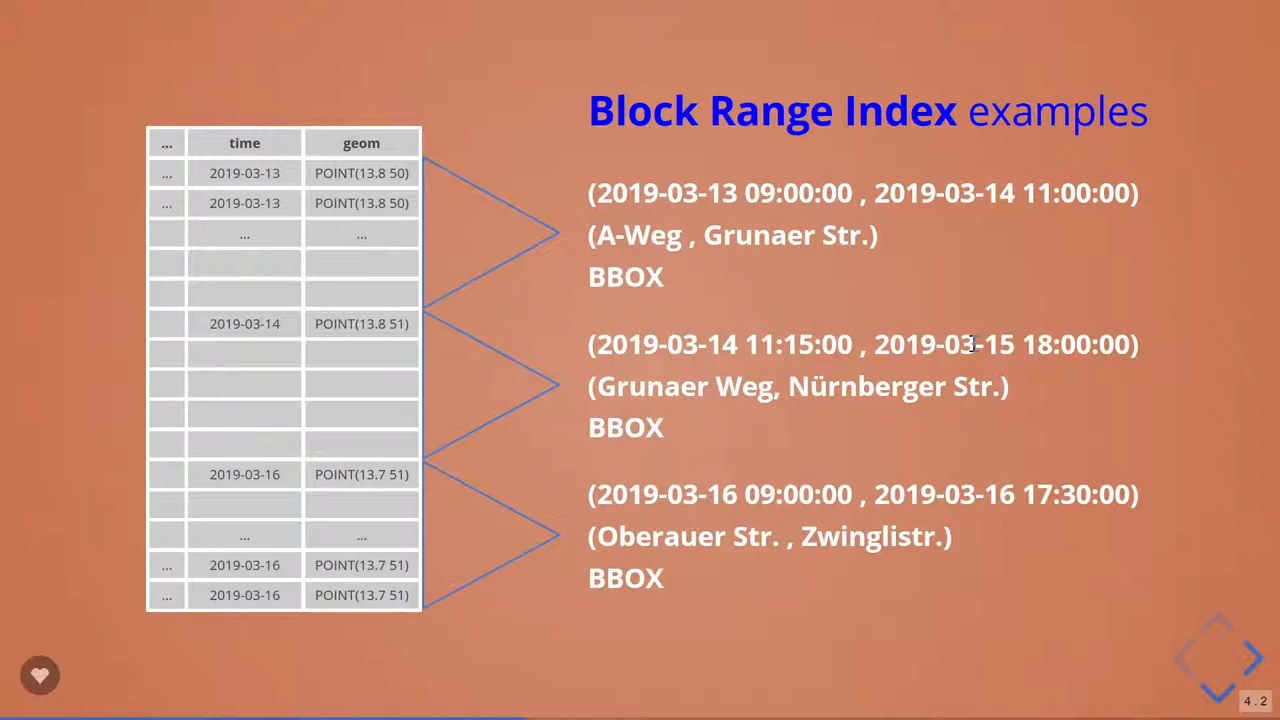 Block Range Index examples
... time geom
... 2019-03-13 POINT(13.8 50)
... 2019-03-13 POINT(13.8 50)
... ...
2019-03-14 POINT(13.8 51)
2019-03-16 POINT(13.7 51)
... ...
... 2019-03-16 POINT(13.7 51)
... 2019-03-16 POINT(13.7 51)
(2019-03-13 09:00:00 , 2019-03-14 11:00:00)
(A-Weg , Grunaer Str.)
BBOX
(2019-03-14 11:15:00 , 2019-03-15 18:00:00)
(Grunaer Weg, Nürnberger Str.)
BBOX
(2019-03-16 09:00:00 , 2019-03-16 17:30:00)
(Oberauer Str. , Zwinglistr.)
BBOX
4.2